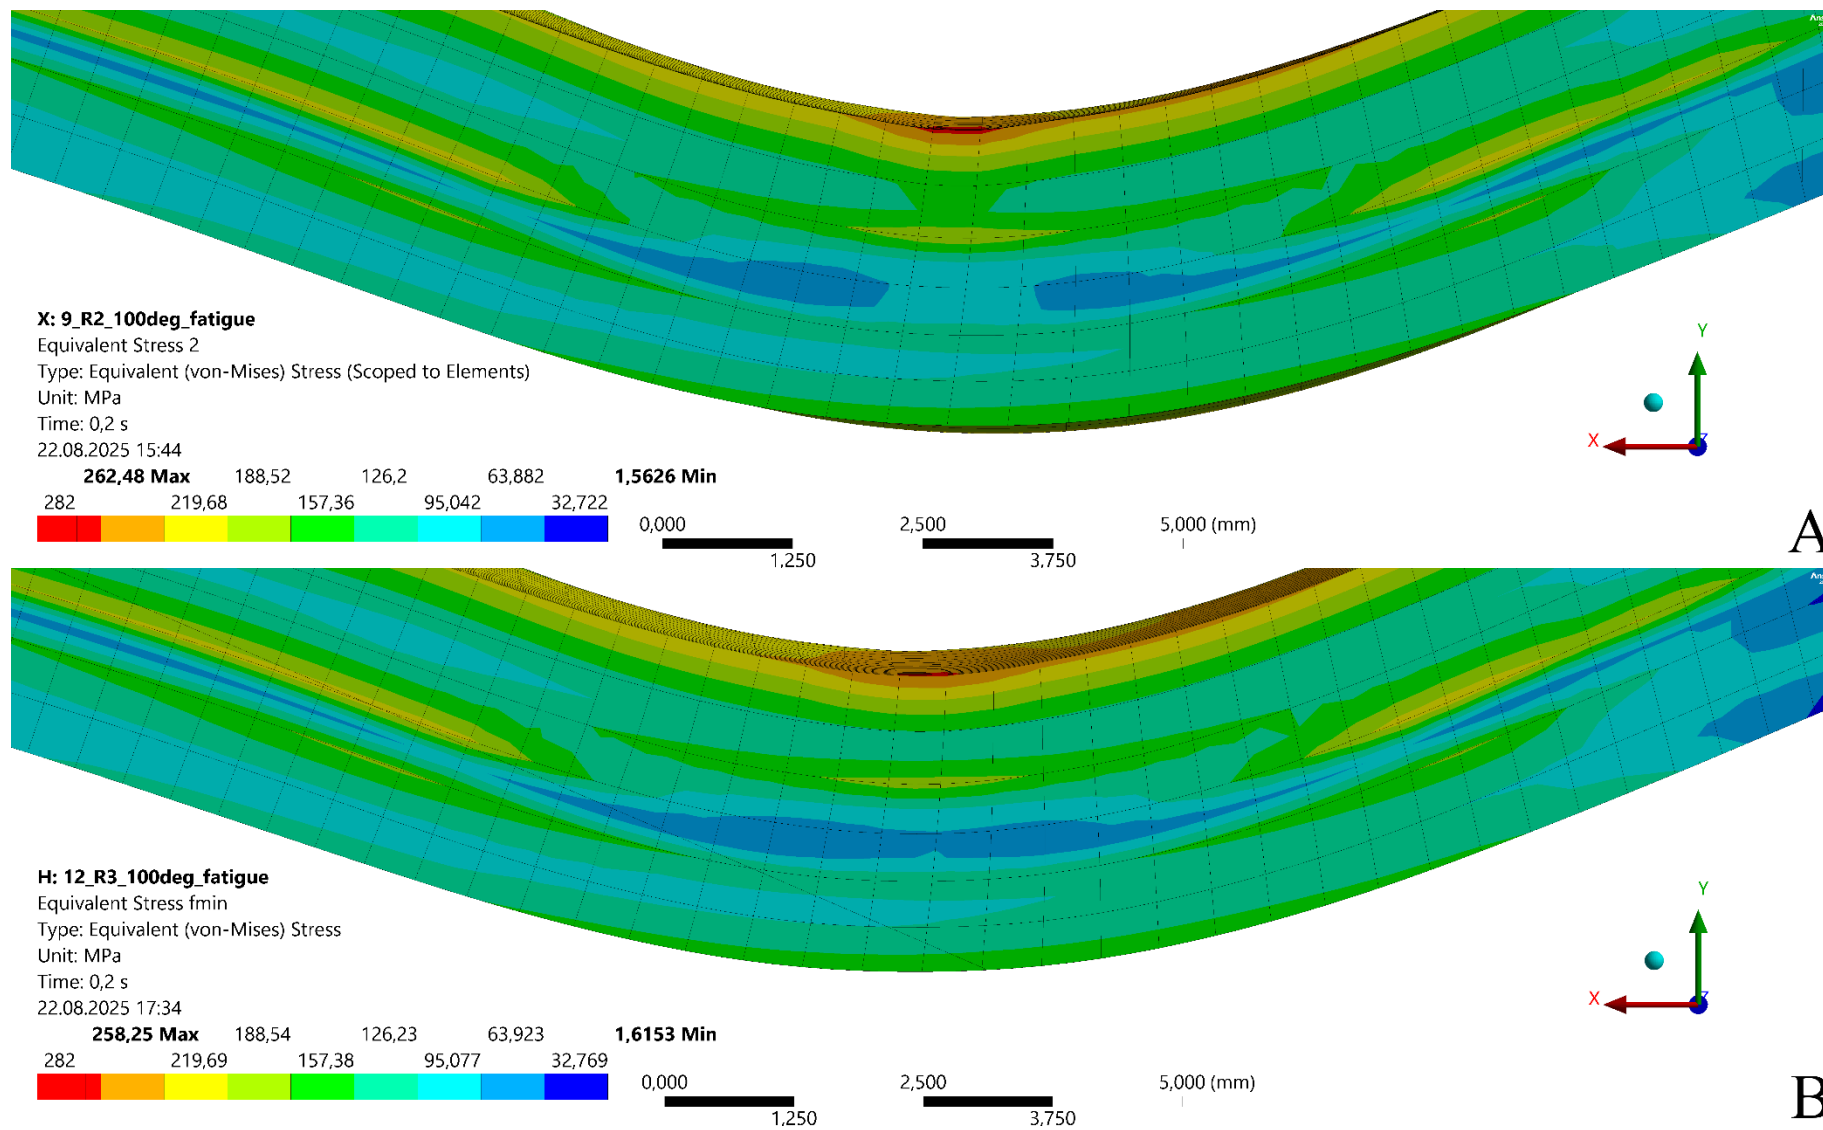 Ans
X: 9_R2_100deg_fatigue
Equivalent Stress 2
Type: Equivalent (von-Mises) Stress (Scoped to Elements)
Unit: MPa
Time: 0,2 s
22.08.2025 15:44
262,48 Max 188,52 126,2 63,882 1,5626 Min
282 219,68 157,36 95,042 32,722
0,000 2,500 5,000 (mm)
1,250 3,750
Y
X
Z
A
Ans
H: 12_R3_100deg_fatigue
Equivalent Stress fmin
Type: Equivalent (von-Mises) Stress
Unit: MPa
Time: 0,2 s
22.08.2025 17:34
258,25 Max 188,54 126,23 63,923 1,6153 Min
282 219,69 157,38 95,077 32,769
0,000 2,500 5,000 (mm)
1,250 3,750
Y
X
Z
B